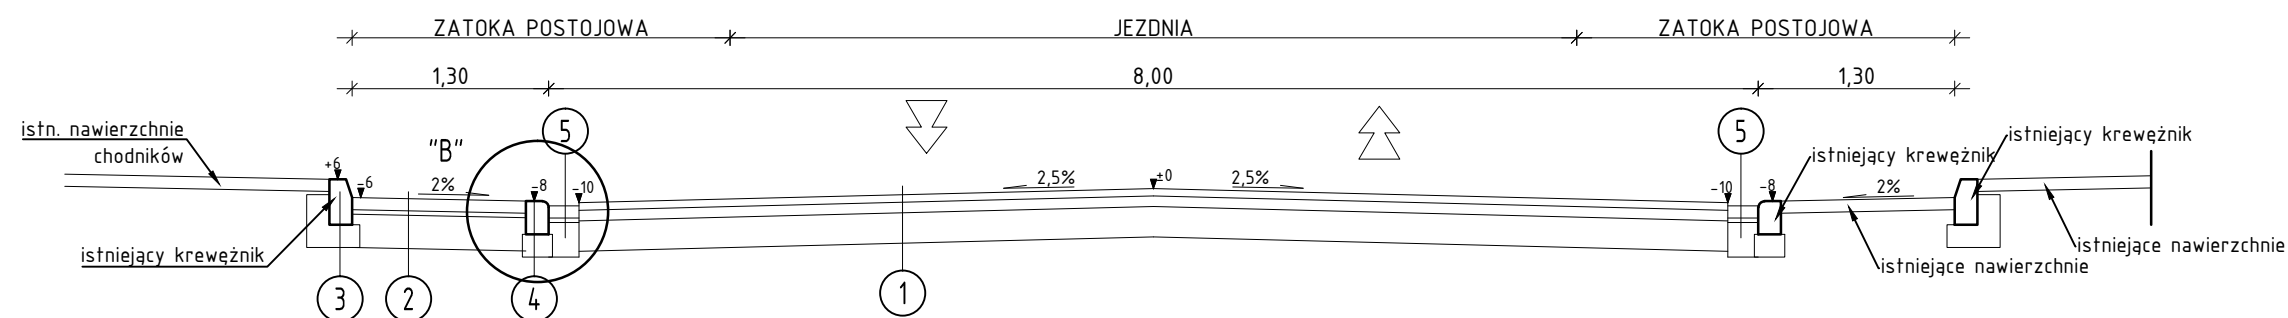 ZATOKA POSTOJOWA JEZDNIA ZATOKA POSTOJOWA
1,30 8,00 1,30
5 5
istn. nawierzchnie
chodników
"B"
istniejący kreweżnik
istniejący kreweżnik
+6 -6 2% -8 -10 2,5% ±0 2,5% -10 -8 2%
istniejący krewężnik
istniejące nawierzchnie
istniejące nawierzchnie
3 2 4 1